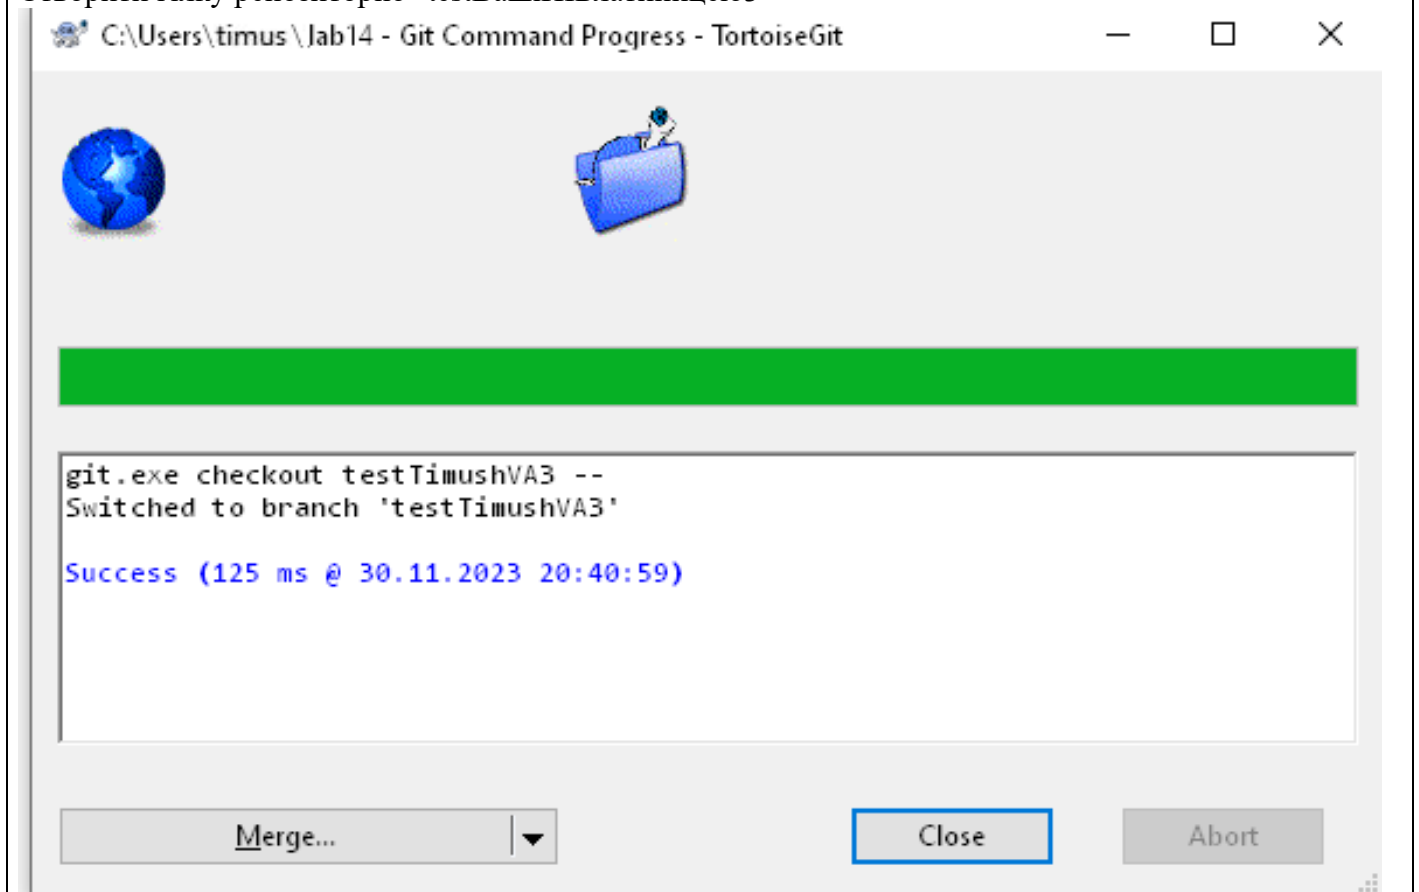 C:\Users\timus\Jab14 - Git Command Progress - TortoiseGit
git.exe checkout testTimushVA3 --
Switched to branch 'testTimushVA3'
Success (125 ms @ 30.11.2023 20:40:59)
Merge...
Close
Abort